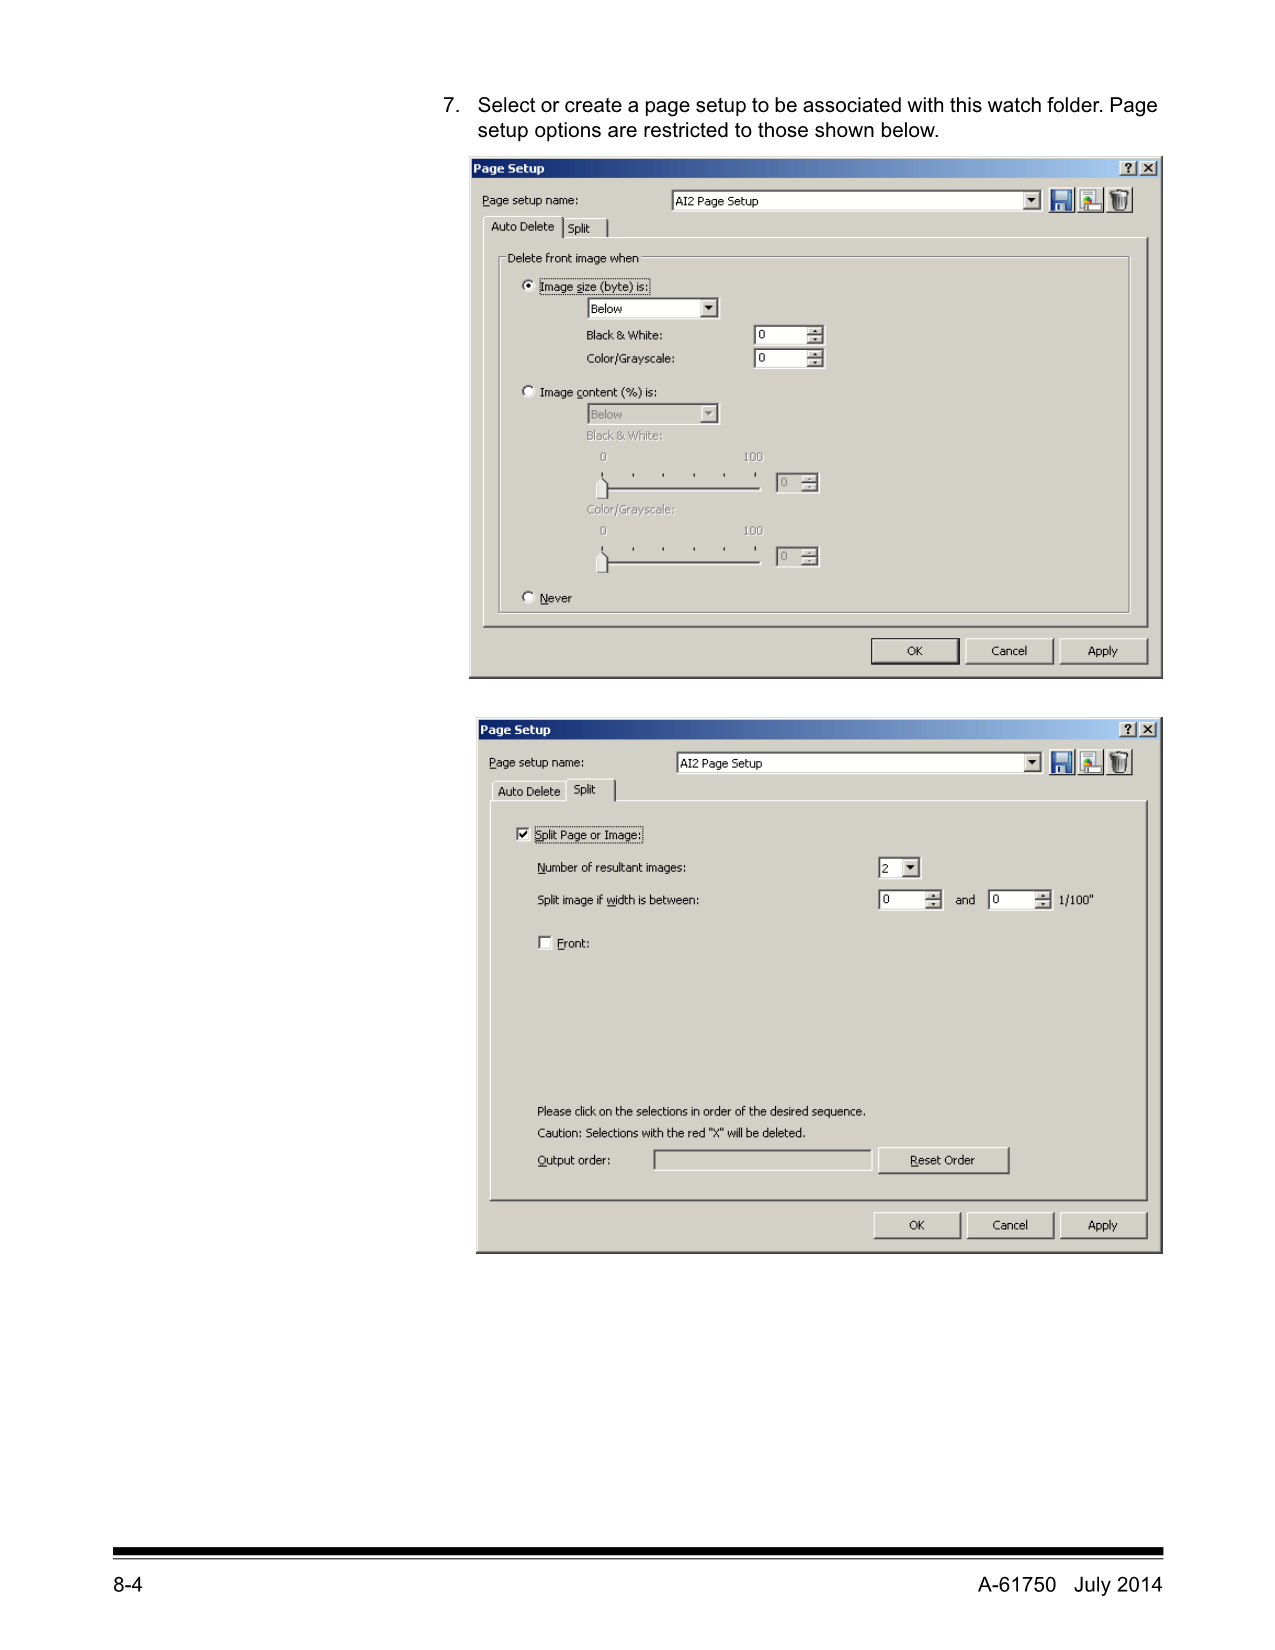 7. Select or create a page setup to be associated with this watch folder. Page
setup options are restricted to those shown below.
Page Setup
Page setup name: AI2 Page Setup
Auto Delete Split
Delete front image when
Image size (byte) is:
Below
Black & White: 0
Color/Grayscale: 0
Image content (%) is:
Below
Black & White:
0 100
0
Color/Grayscale:
0 100
0
Never
OK Cancel Apply
Page Setup
Page setup name: AI2 Page Setup
Auto Delete Split
Split Page or Image:
Number of resultant images: 2
Split image if width is between: 0 and 0 1/100"
Front:
Please click on the selections in order of the desired sequence.
Caution: Selections with the red "X" will be deleted.
Output order: Reset Order
OK Cancel Apply
8-4 A-61750 July 2014